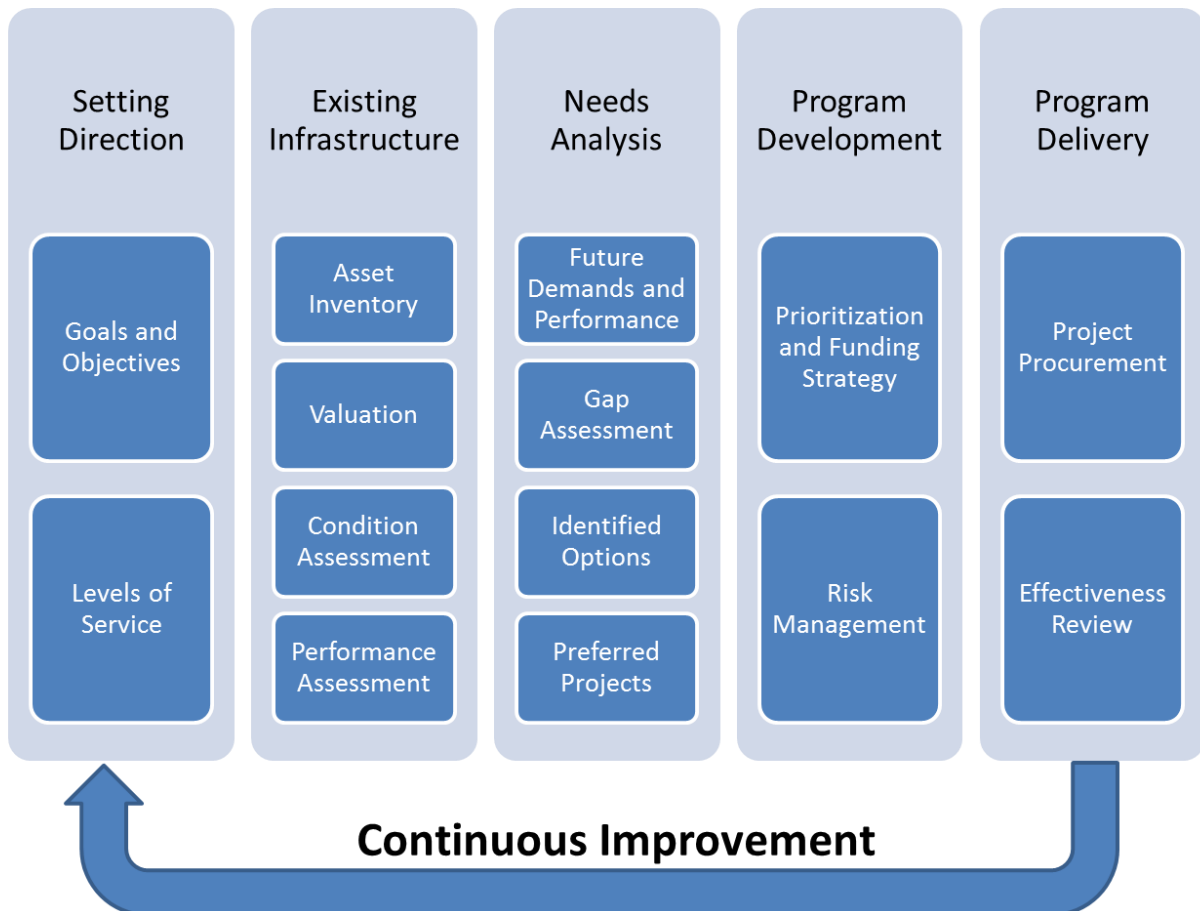 Setting
Direction
Goals and
Objectives
Levels of
Service
Existing
Infrastructure
Asset
Inventory
Valuation
Condition
Assessment
Performance
Assessment
Needs
Analysis
Future
Demands and
Performance
Gap
Assessment
Identified
Options
Preferred
Projects
Program
Development
Prioritization
and Funding
Strategy
Risk
Management
Program
Delivery
Project
Procurement
Effectiveness
Review
Continuous Improvement